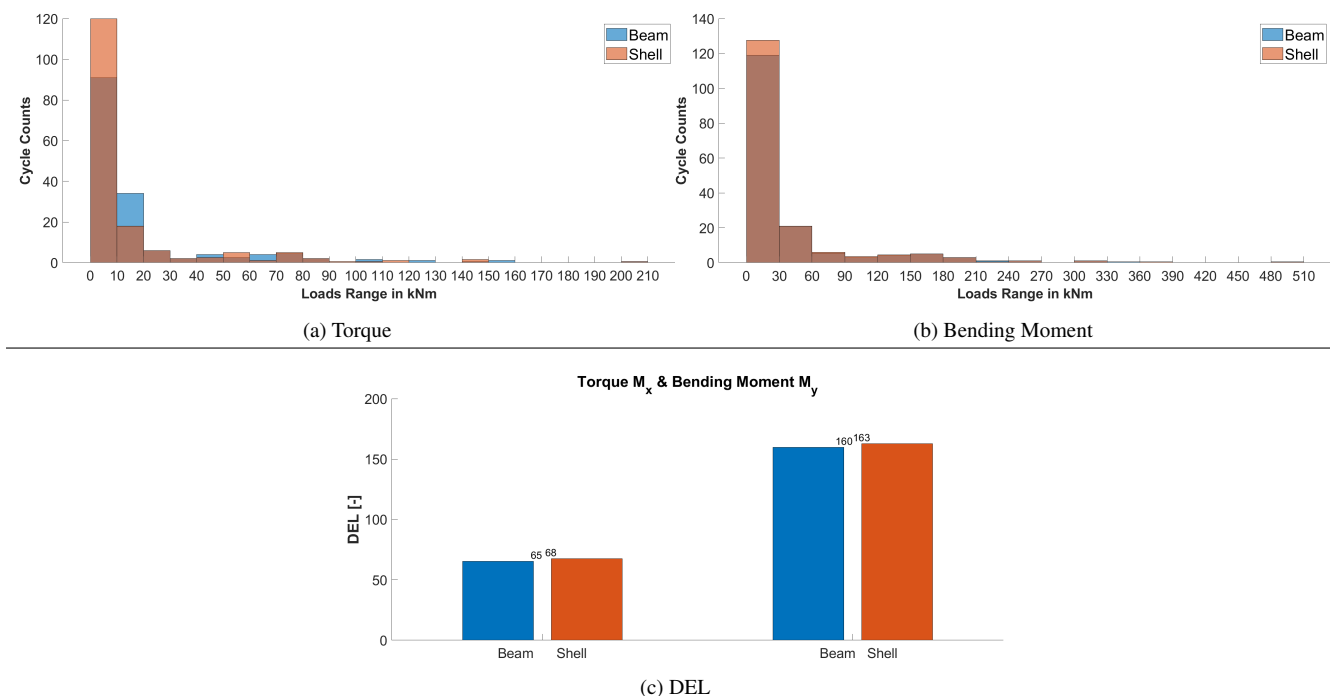 120
100
80
60
40
20
0
Cycle Counts
Beam
Shell
0 10 20 30 40 50 60 70 80 90 100 110 120 130 140 150 160 170 180 190 200 210
Loads Range in kNm
(a) Torque
140
120
100
80
60
40
20
0
Cycle Counts
Beam
Shell
0 30 60 90 120 150 180 210 240 270 300 330 360 390 420 450 480 510
Loads Range in kNm
(b) Bending Moment
Torque Mx & Bending Moment My
200
150
100
50
0
DEL [-]
65 68
160 163
Beam Shell Beam Shell
(c) DEL